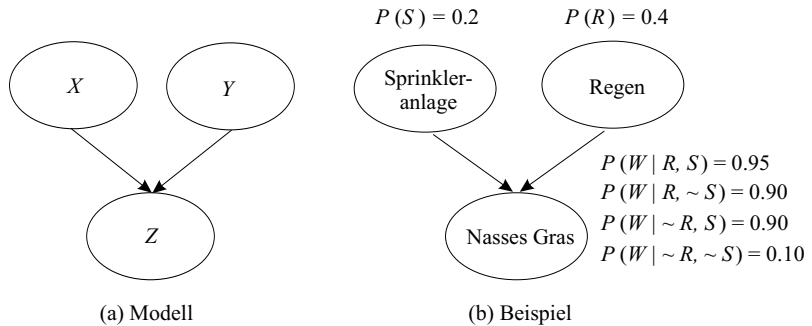 P (S) = 0.2
P (R) = 0.4
X
Y
Z
Sprinkler-
anlage
Regen
Nasses Gras
P (W | R, S) = 0.95
P (W | R, ~ S) = 0.90
P (W | ~ R, S) = 0.90
P (W | ~ R, ~ S) = 0.10
(a) Modell
(b) Beispiel